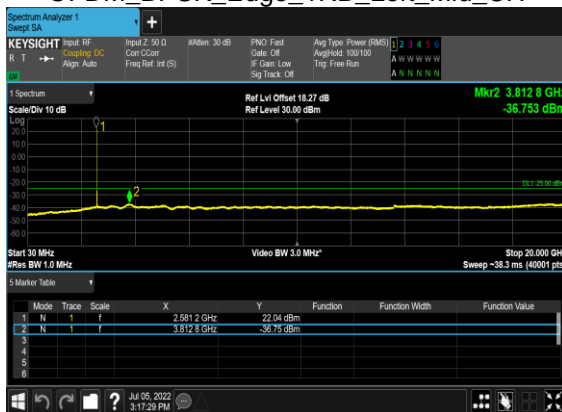 Spectrum Analyzer 1
Swept SA
KEYSIGHT Input: RF Input Z: 50 Ω #Atten: 30 dB PNO: Fast Avg Type: Power (RMS) 1 2 3 4 5 6
R T Coupling: DC Corr CCorr Gate: Off Avg|Hold: 100/100 A W W W W W
Align: Auto Freq Ref: Int (S) IF Gain: Low Trig: Free Run
Sig Track: Off A N N N N N
1 Spectrum Ref Lvl Offset 18.27 dB Mkr2 3.812 8 GHz
Scale/Div 10 dB Ref Level 30.00 dBm -36.753 dBm
Log
20.0
10.0
0.00
-10.0
-20.0
-30.0
-40.0
-50.0
-60.0
1
2
DL1 -25.00 dBm
Start 30 MHz Video BW 3.0 MHz* Stop 20.000 GHz
#Res BW 1.0 MHz Sweep ~38.3 ms (40001 pts)
5 Marker Table
Mode Trace Scale X Y Function Function Width Function Value
1 N 1 f 2.581 2 GHz 22.04 dBm
2 N 1 f 3.812 8 GHz -36.75 dBm
3
4
5
6
Jul 05, 2022
3:17:29 PM